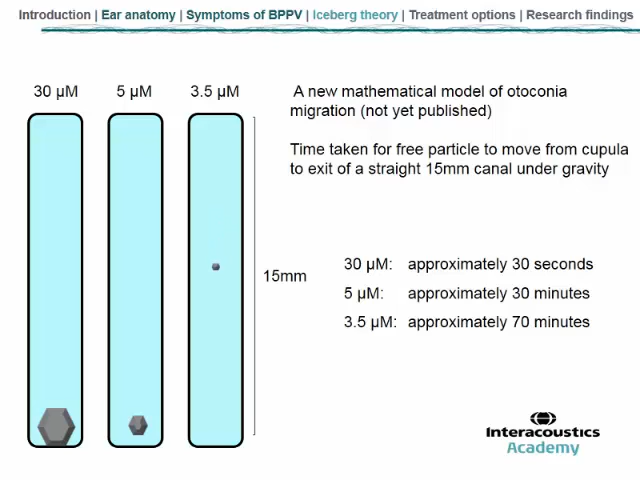 Introduction | Ear anatomy | Symptoms of BPPV | Iceberg theory | Treatment options | Research findings
30 µM 5 µM 3.5 µM
A new mathematical model of otoconia
migration (not yet published)
Time taken for free particle to move from cupula
to exit of a straight 15mm canal under gravity
15mm
30 µM: approximately 30 seconds
5 µM: approximately 30 minutes
3.5 µM: approximately 70 minutes
Interacoustics
Academy